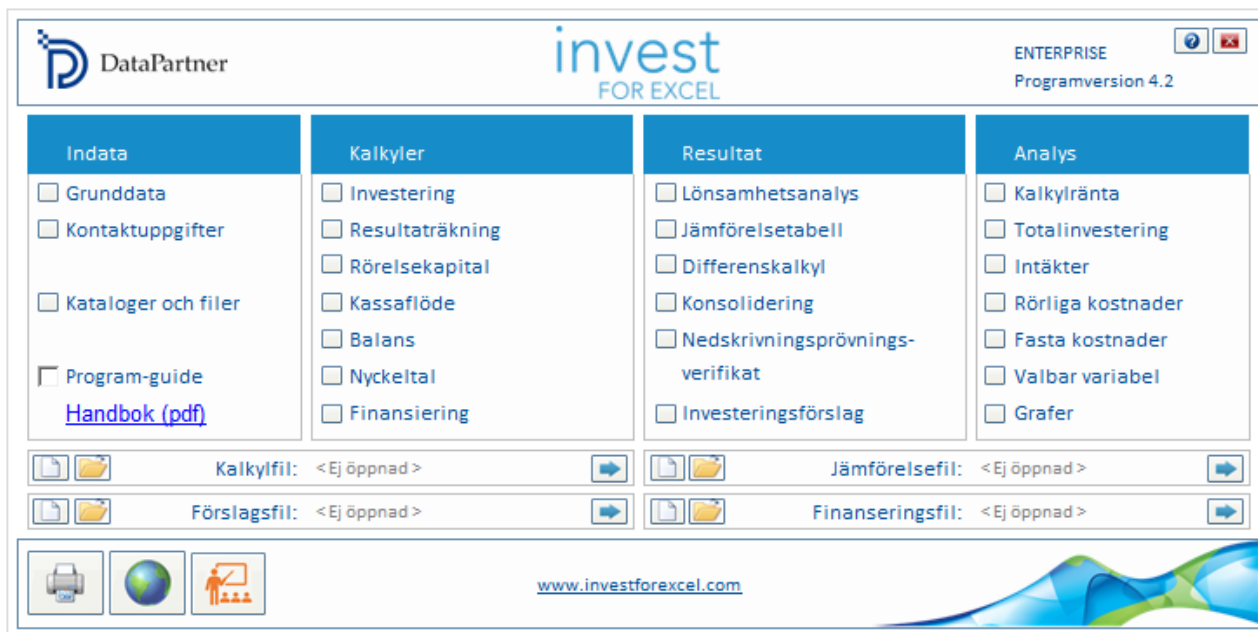 DataPartner
invest
FOR EXCEL
ENTERPRISE
Programversion 4.2
Indata
Grunddata
Kontaktuppgifter
Kataloger och filer
Program-guide
Handbok (pdf)
Kalkyler
Investering
Resultaträkning
Rörelsekapital
Kassaflöde
Balans
Nyckeltal
Finansiering
Resultat
Lönsamhetsanalys
Jämförelsetabell
Differenskalkyl
Konsolidering
Nedskrivningsprövnings-
verifikat
Investeringsförslag
Analys
Kalkylränta
Totalinvestering
Intäkter
Rörliga kostnader
Fasta kostnader
Valbar variabel
Grafer
Kalkylfil: <Ej öppnad>
Jämförelsefil: <Ej öppnad>
Förslagsfil: <Ej öppnad>
Finanseringsfil: <Ej öppnad>
www.investforexcel.com